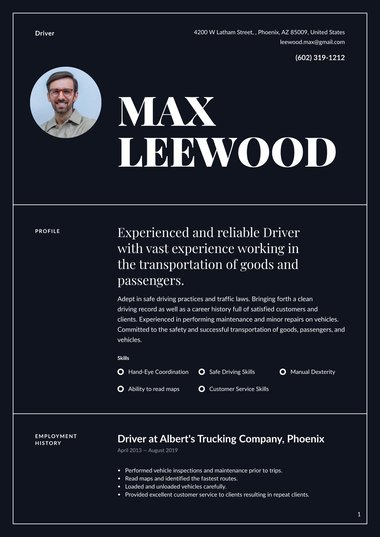 Driver
4200 W Latham Street, , Phoenix, AZ 85009, United States
leewood.max@gmail.com
(602) 319-1212
MAX
LEEWOOD
PROFILE
Experienced and reliable Driver
with vast experience working in
the transportation of goods and
passengers.
Adept in safe driving practices and traffic laws. Bringing forth a clean
driving record as well as a career history full of satisfied customers and
clients. Experienced in performing maintenance and minor repairs on vehicles.
Committed to the safety and successful transportation of goods, passengers, and
vehicles.
Skills
Hand-Eye Coordination
Safe Driving Skills
Manual Dexterity
Ability to read maps
Customer Service Skills
EMPLOYMENT
HISTORY
Driver at Albert's Trucking Company, Phoenix
April 2013 — August 2019
• Performed vehicle inspections and maintenance prior to trips.
• Read maps and identified the fastest routes.
• Loaded and unloaded vehicles carefully.
• Provided excellent customer service to clients resulting in repeat clients.
1